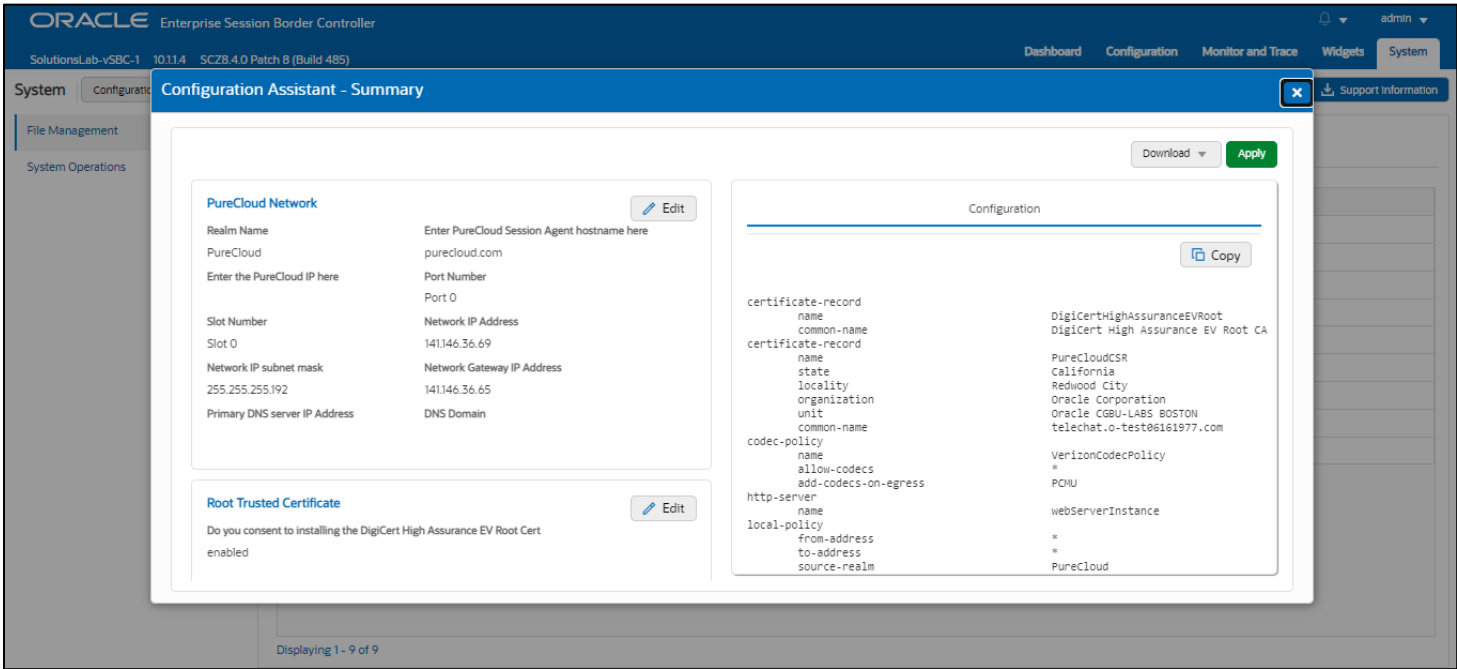 ORACLE Enterprise Session Border Controller
admin
SolutionsLab-vSBC-1 10.1.1.4 SCZ8.4.0 Patch 8 (Build 485)
Dashboard Configuration Monitor and Trace Widgets System
System
Configuration Assistant - Summary
Support Information
File Management
System Operations
Download Apply
PureCloud Network
Edit
Realm Name Enter PureCloud Session Agent hostname here
PureCloud purecloud.com
Enter the PureCloud IP here Port Number
Port 0
Slot Number Network IP Address
Slot 0 141.146.36.69
Network IP subnet mask Network Gateway IP Address
255.255.255.192 141.146.36.65
Primary DNS server IP Address DNS Domain
Root Trusted Certificate
Edit
Do you consent to installing the DigiCert High Assurance EV Root Cert
enabled
Configuration
Copy
certificate-record
name DigiCertHighAssuranceEVRoot
common-name DigiCert High Assurance EV Root CA
certificate-record
name PureCloudCSR
state California
locality Redwood City
organization Oracle Corporation
unit Oracle CGBU-LABS BOSTON
common-name telechat.o-test06161977.com
codec-policy
name VerizonCodecPolicy
allow-codecs *
add-codecs-on-egress PCMU
http-server
name webServerInstance
local-policy
from-address *
to-address *
source-realm PureCloud
Displaying 1 - 9 of 9